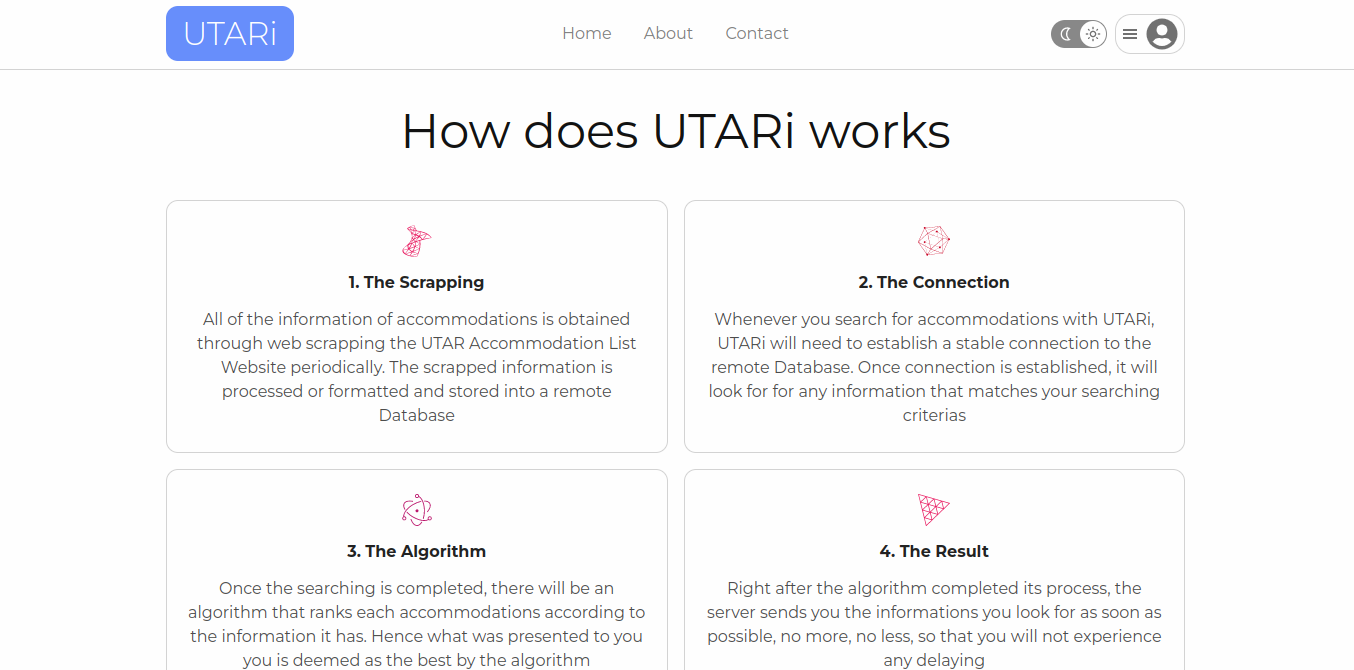 UTARi
Home
About
Contact
How does UTARi works
1. The Scrapping
All of the information of accommodations is obtained
through web scrapping the UTAR Accommodation List
Website periodically. The scrapped information is
processed or formatted and stored into a remote
Database
2. The Connection
Whenever you search for accommodations with UTARi,
UTARi will need to establish a stable connection to the
remote Database. Once connection is established, it will
look for for any information that matches your searching
criterias
3. The Algorithm
Once the searching is completed, there will be an
algorithm that ranks each accommodations according to
the information it has. Hence what was presented to you
you is deemed as the best by the algorithm
4. The Result
Right after the algorithm completed its process, the
server sends you the informations you look for as soon as
possible, no more, no less, so that you will not experience
any delaying